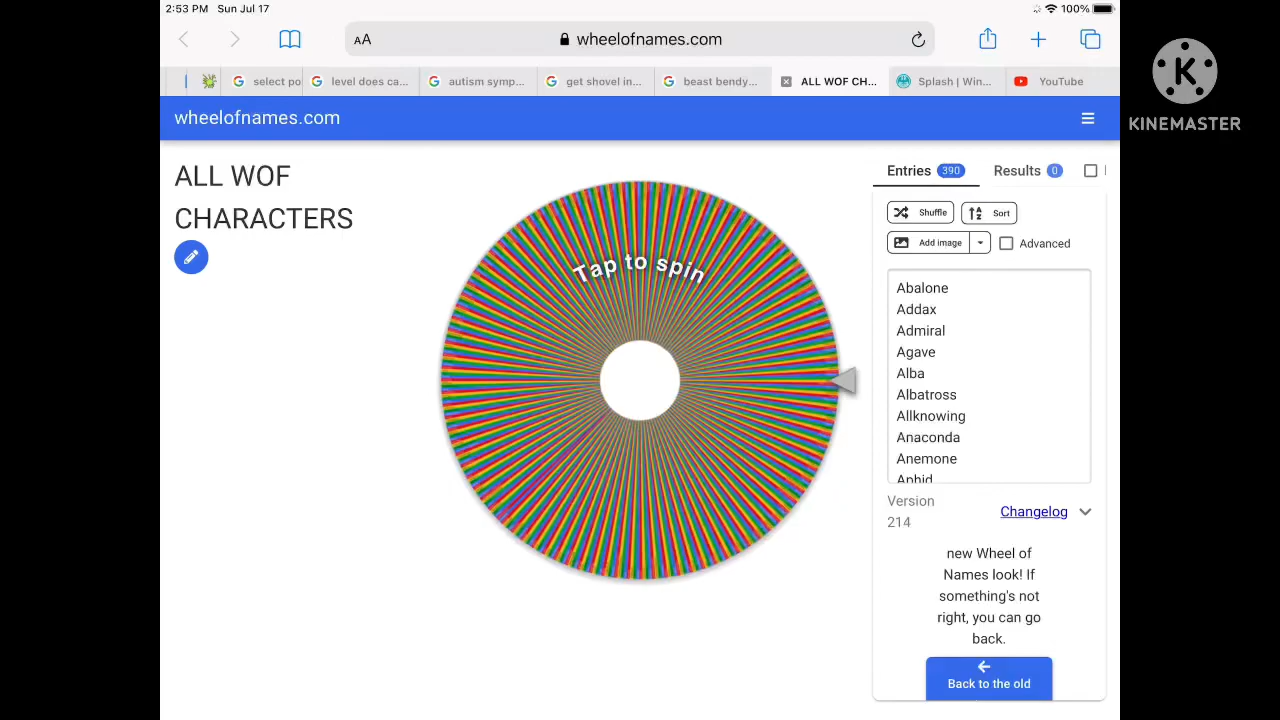 2:53 PM Sun Jul 17
100%
AA
wheelofnames.com
select po
level does ca...
autism symp...
get shovel in...
beast bendy...
ALL WOF CH...
Splash | Win...
YouTube
KINEMASTER
wheelofnames.com
ALL WOF
CHARACTERS
Tap to spin
Entries 390
Results 0
Shuffle
Sort
Add image
Advanced
Abalone
Addax
Admiral
Agave
Alba
Albatross
Allknowing
Anaconda
Anemone
Aphid
Version
214
Changelog
new Wheel of
Names look! If
something's not
right, you can go
back.
Back to the old